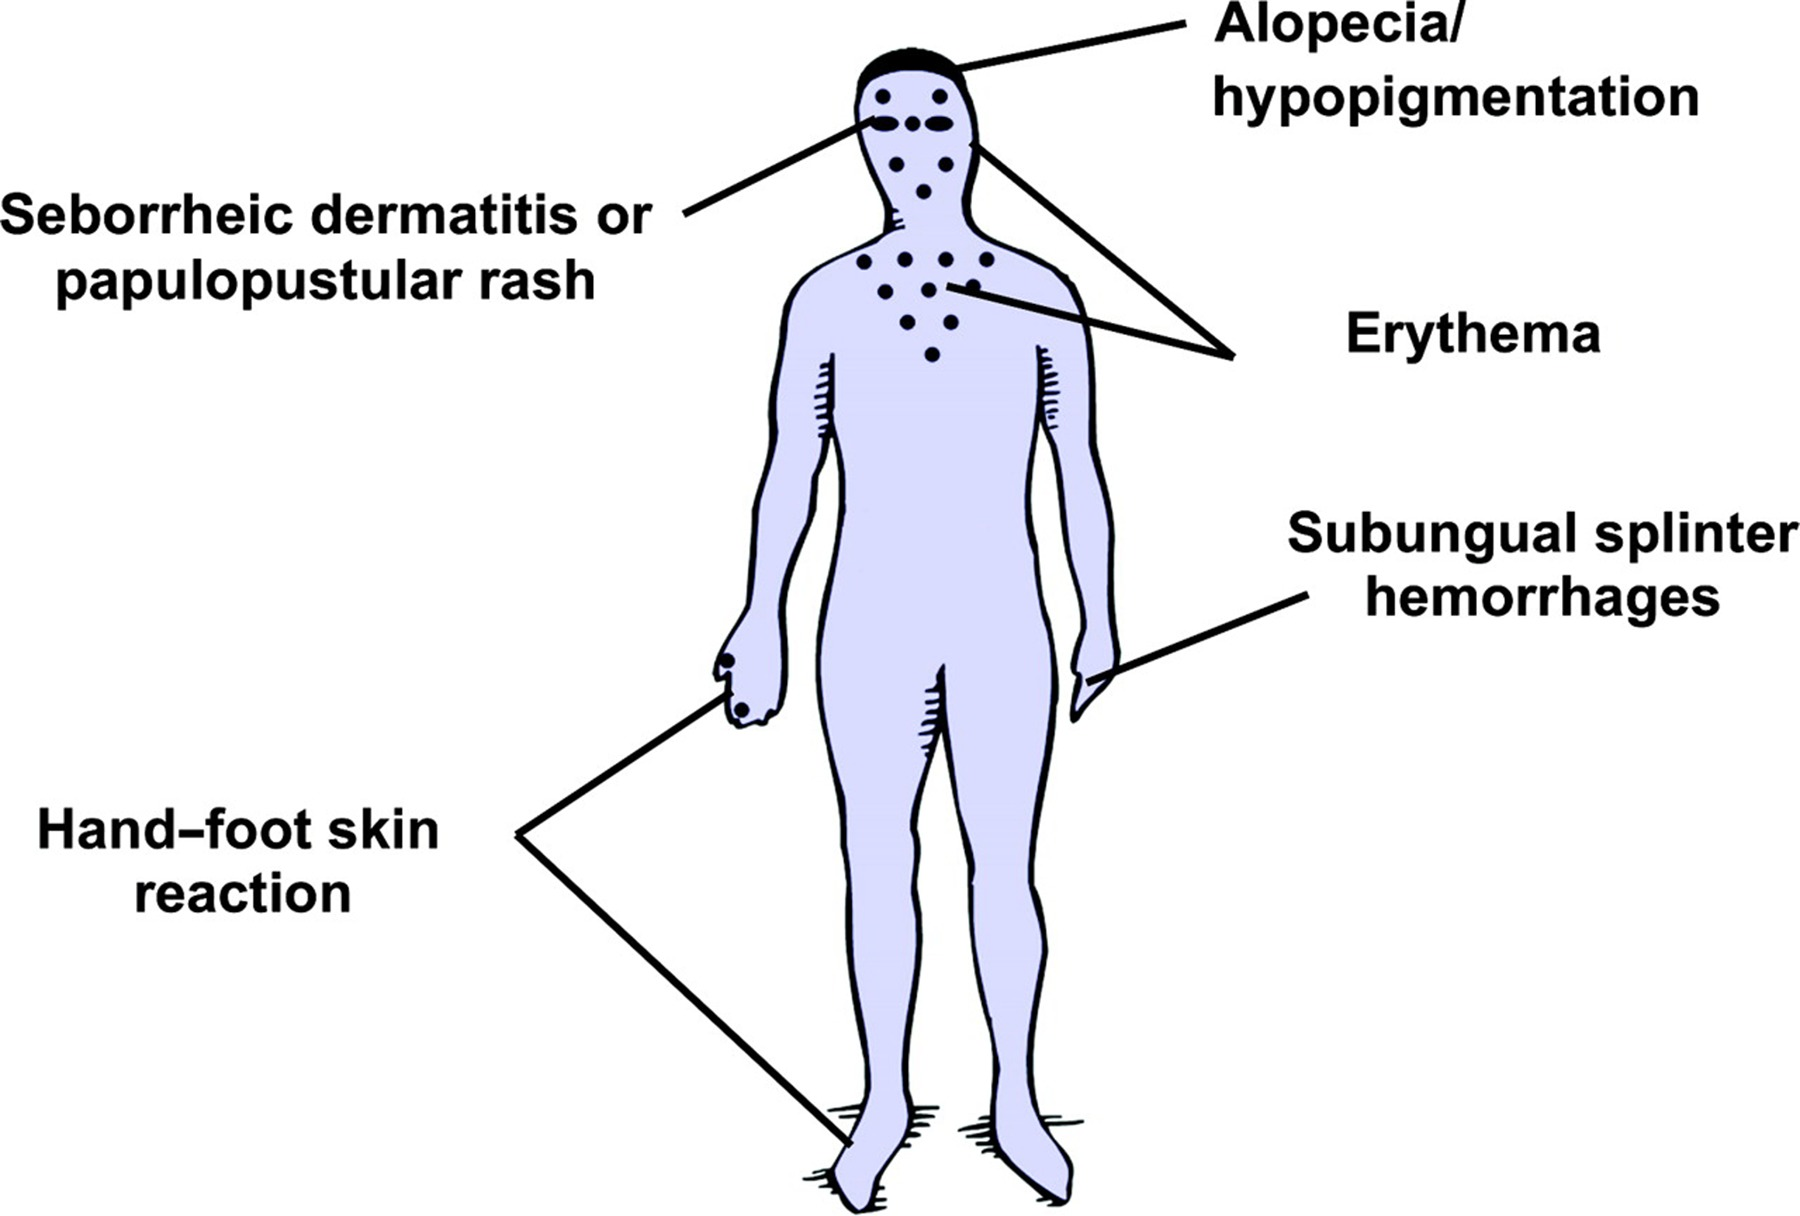 Alopecia/
hypopigmentation
Seborrheic dermatitis or
papulopustular rash
Erythema
Subungual splinter
hemorrhages
Hand–foot skin
reaction